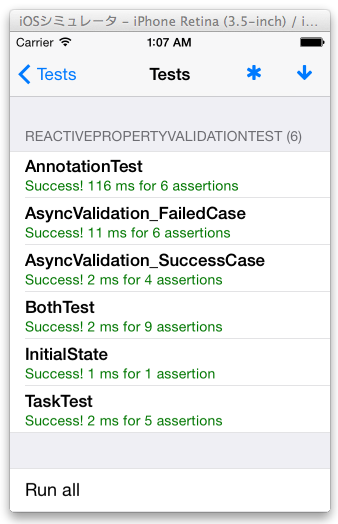 iOSシミュレータ – iPhone Retina (3.5-inch) / i...
Carrier 1:07 AM
Tests Tests
REACTIVEPROPERTYVALIDATIONTEST (6)
AnnotationTest
Success! 116 ms for 6 assertions
AsyncValidation_FailedCase
Success! 11 ms for 6 assertions
AsyncValidation_SuccessCase
Success! 2 ms for 4 assertions
BothTest
Success! 2 ms for 9 assertions
InitialState
Success! 1 ms for 1 assertion
TaskTest
Success! 2 ms for 5 assertions
Run all